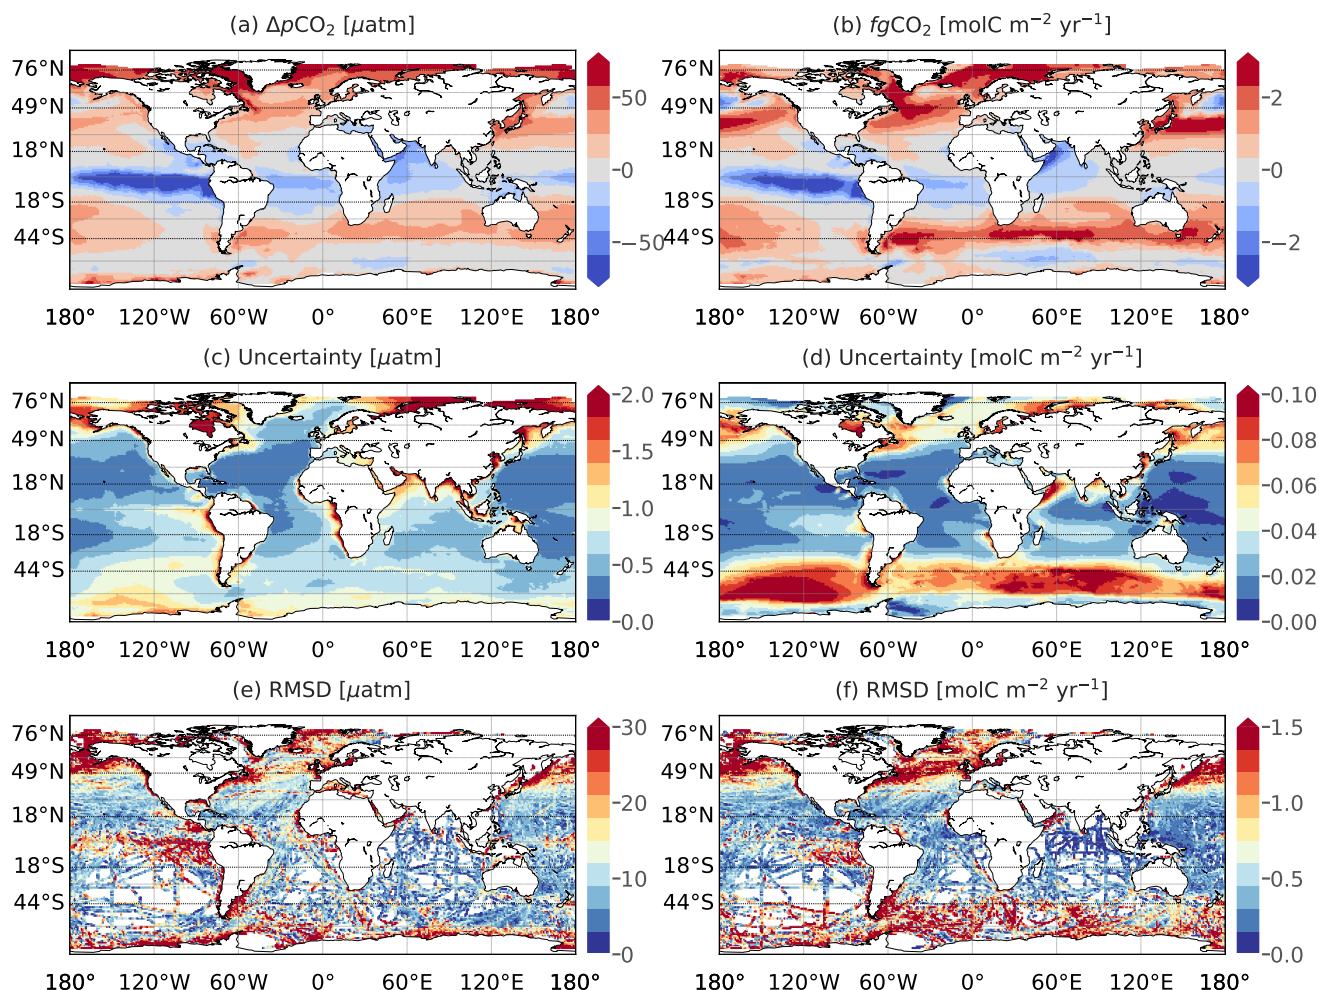 (a) ΔpCO₂ [μatm]
(b) fgCO₂ [molC m⁻² yr⁻¹]
76°N
49°N
18°N
18°S
44°S
50
0
−50
76°N
49°N
18°N
18°S
44°S
2
0
−2
180° 120°W 60°W 0° 60°E 120°E 180°
180° 120°W 60°W 0° 60°E 120°E 180°
(c) Uncertainty [μatm]
(d) Uncertainty [molC m⁻² yr⁻¹]
76°N
49°N
18°N
18°S
44°S
2.0
1.5
1.0
0.5
0.0
76°N
49°N
18°N
18°S
44°S
0.10
0.08
0.06
0.04
0.02
0.00
180° 120°W 60°W 0° 60°E 120°E 180°
180° 120°W 60°W 0° 60°E 120°E 180°
(e) RMSD [μatm]
(f) RMSD [molC m⁻² yr⁻¹]
76°N
49°N
18°N
18°S
44°S
30
20
10
0
76°N
49°N
18°N
18°S
44°S
1.5
1.0
0.5
0.0
180° 120°W 60°W 0° 60°E 120°E 180°
180° 120°W 60°W 0° 60°E 120°E 180°